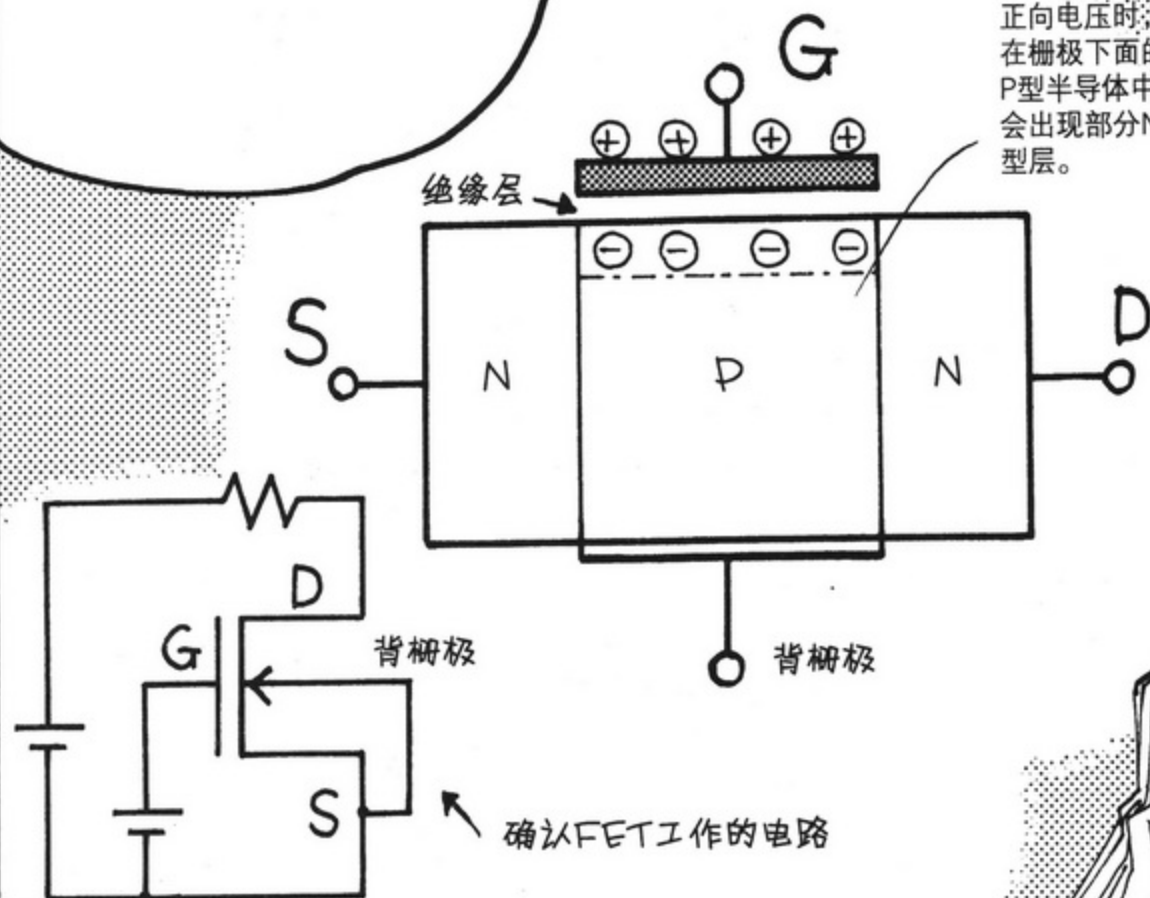 正向电压时，
在栅极下面的
P型半导体中
会出现部分N
型层。
G
绝缘层
S
D
N
P
N
D
G
背栅极
背栅极
S
确认FET工作的电路